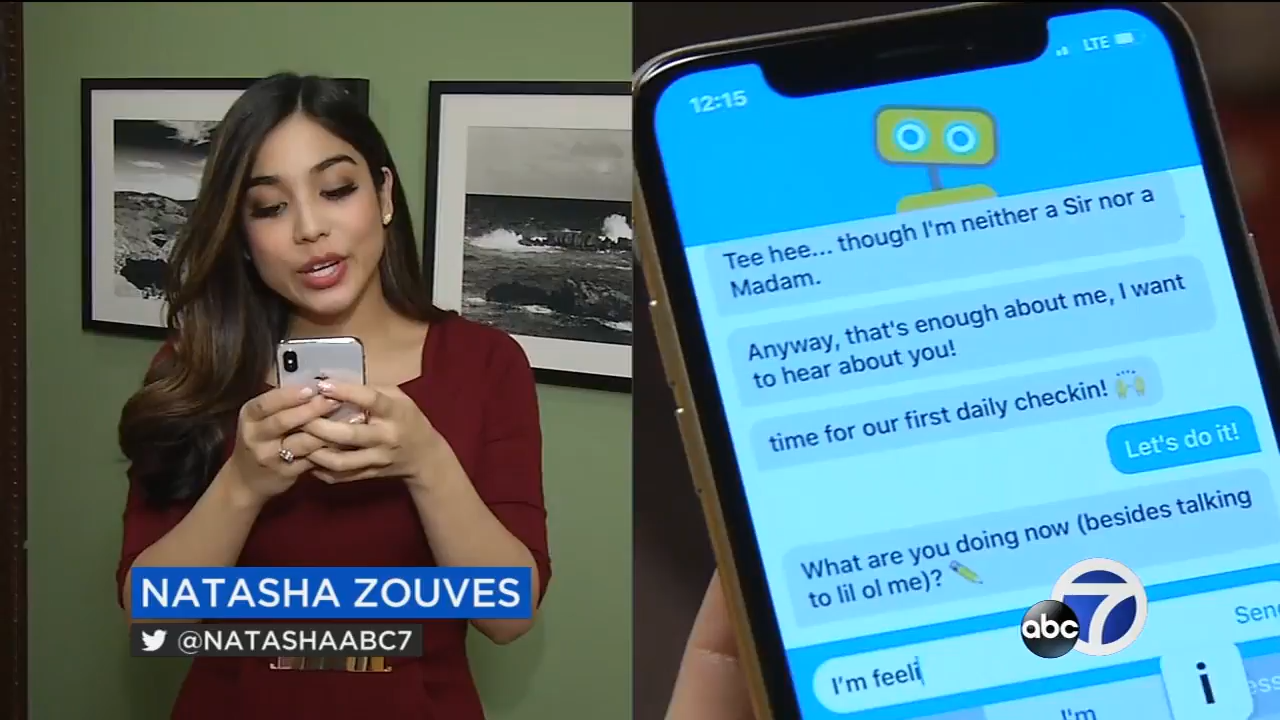 12:15
LTE
Tee hee... though I'm neither a Sir nor a
Madam.
Anyway, that's enough about me, I want
to hear about you!
time for our first daily checkin! 🙌
Let's do it!
What are you doing now (besides talking
to lil ol me)? ✏️
I'm feeli
I'm
i
NATASHA ZOUVES
@NATASHAABC7
abc 7